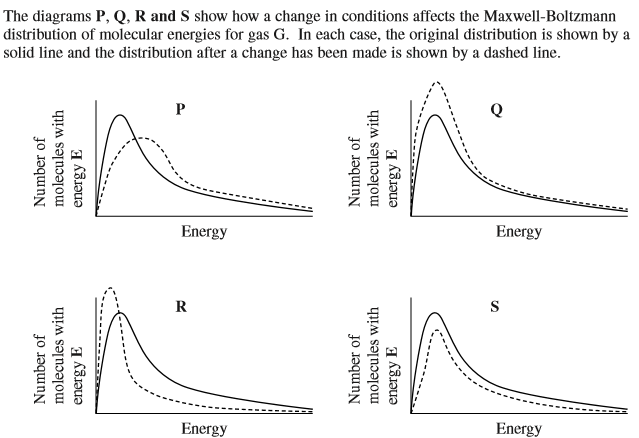 The diagrams P, Q, R and S show how a change in conditions affects the Maxwell-Boltzmann
distribution of molecular energies for gas G. In each case, the original distribution is shown by a
solid line and the distribution after a change has been made is shown by a dashed line.
P
Number of
molecules with
energy E
Energy
Q
Number of
molecules with
energy E
Energy
R
Number of
molecules with
energy E
Energy
S
Number of
molecules with
energy E
Energy